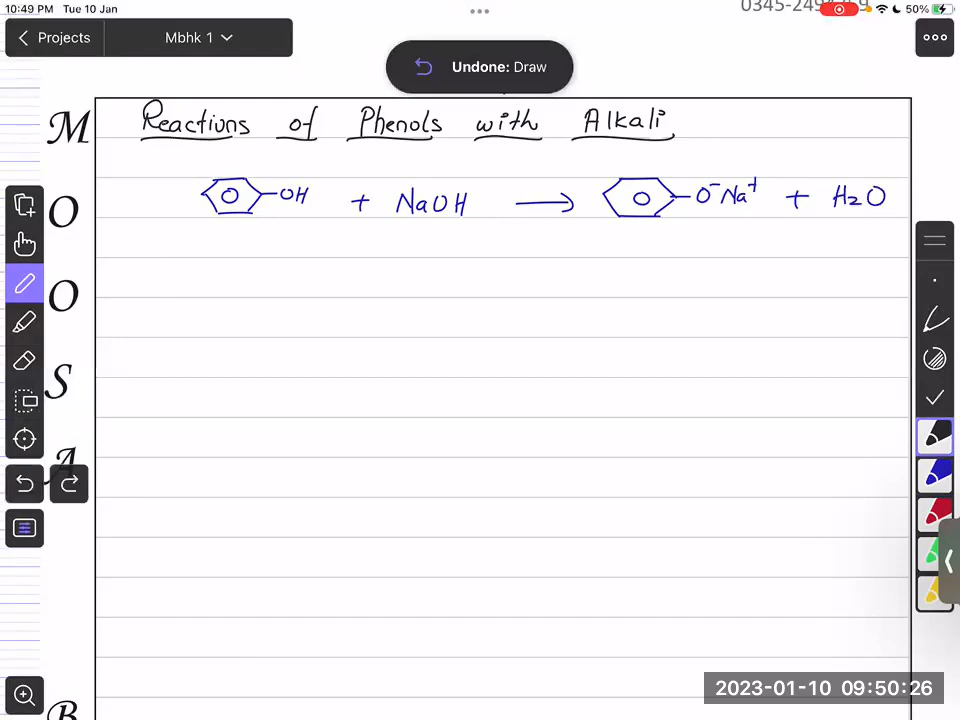 10:49 PM Tue 10 Jan
50%
Projects
Mbhk 1
Undone: Draw
Reactions of Phenols with Alkali
OH + NaOH ⟶ O⁻Na⁺ + H₂O
M
O
O
S
A
B
2023-01-10 09:50:26